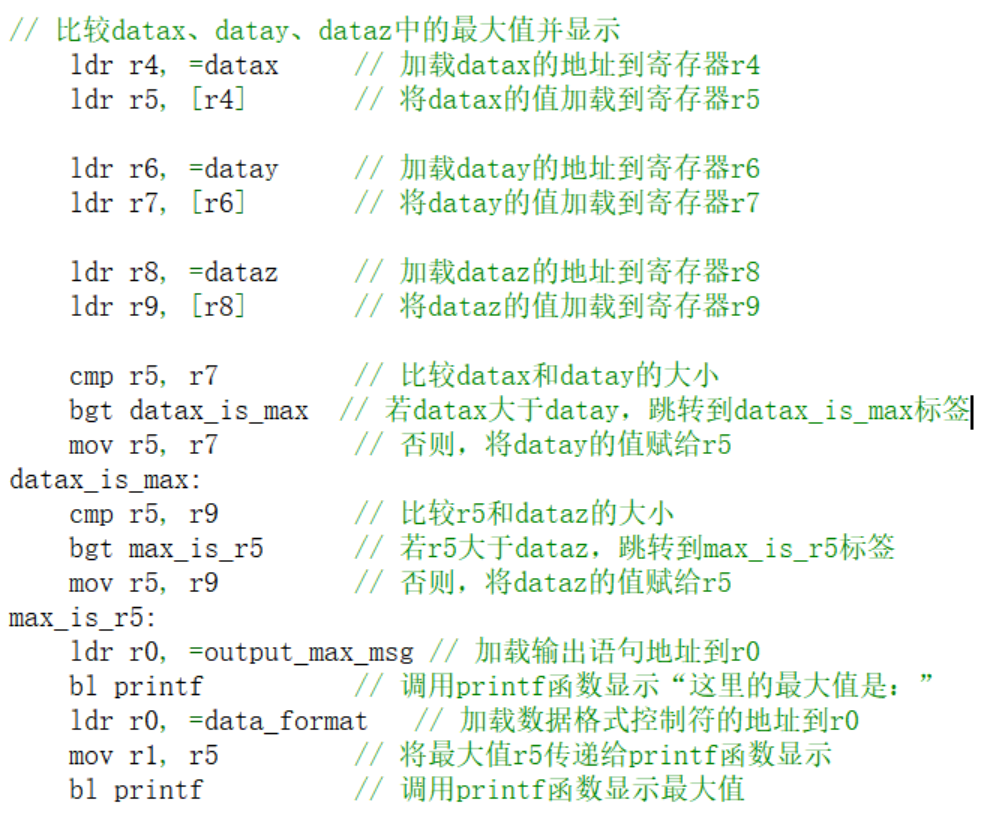 // 比较datax、datay、dataz中的最大值并显示
    ldr r4, =datax     // 加载datax的地址到寄存器r4
    ldr r5, [r4]       // 将datax的值加载到寄存器r5

    ldr r6, =datay     // 加载datay的地址到寄存器r6
    ldr r7, [r6]       // 将datay的值加载到寄存器r7

    ldr r8, =dataz     // 加载dataz的地址到寄存器r8
    ldr r9, [r8]       // 将dataz的值加载到寄存器r9

    cmp r5, r7         // 比较datax和datay的大小
    bgt datax_is_max  // 若datax大于datay，跳转到datax_is_max标签
    mov r5, r7         // 否则，将datay的值赋给r5
datax_is_max:
    cmp r5, r9         // 比较r5和dataz的大小
    bgt max_is_r5      // 若r5大于dataz，跳转到max_is_r5标签
    mov r5, r9         // 否则，将dataz的值赋给r5
max_is_r5:
    ldr r0, =output_max_msg // 加载输出语句地址到r0
    bl printf          // 调用printf函数显示“这里的最大值是：”
    ldr r0, =data_format   // 加载数据格式控制符的地址到r0
    mov r1, r5         // 将最大值r5传递给printf函数显示
    bl printf          // 调用printf函数显示最大值